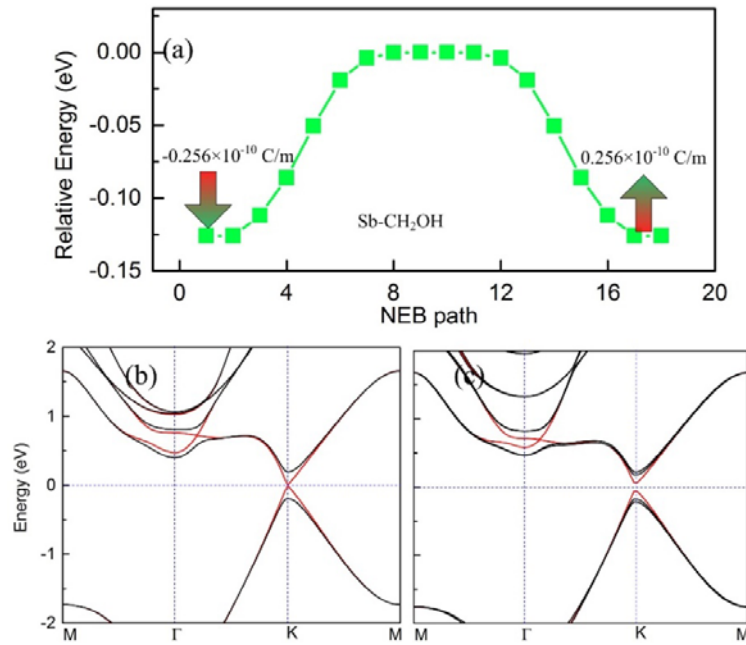 (a)
0.00
-0.05
-0.10
-0.15
Relative Energy (eV)
-0.256×10⁻¹⁰ C/m
0.256×10⁻¹⁰ C/m
Sb-CH₂OH
0 4 8 12 16 20
NEB path
(b)
2
1
0
-1
-2
Energy (eV)
M Γ K M
(c)
M Γ K M